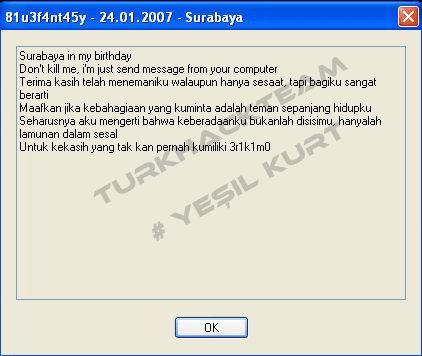 81u3f4nt45y - 24.01.2007 - Surabaya
Surabaya in my birthday
Don't kill me, i'm just send message from your computer
Terima kasih telah menemaniku walaupun hanya sesaat, tapi bagiku sangat
berarti
Maafkan jika kebahagiaan yang kuminta adalah teman sepanjang hidupku
Seharusnya aku mengerti bahwa keberadaanku bukanlah disisimu, hanyalah
lamunan dalam sesal
Untuk kekasih yang tak kan pernah kumiliki 3r1k1m0
TURKHACKTEAM
# YEŞIL KURT
OK